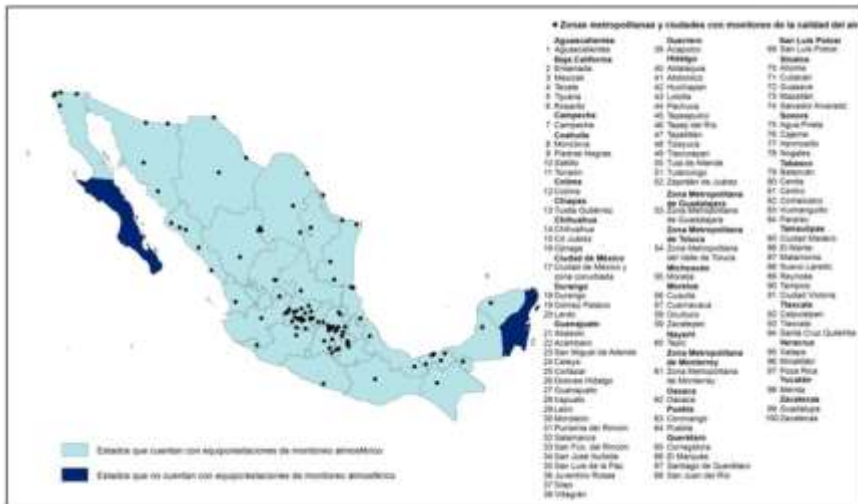 Zonas metropolitanas y ciudades con monitoreo de la calidad del aire
Aguascalientes
1 Aguascalientes
Baja California
2 Ensenada
3 Mexicali
4 Tecate
5 Tijuana
6 Rosarito
Campeche
7 Campeche
Coahuila
8 Monclova
9 Piedras Negras
10 Saltillo
11 Torreón
Colima
12 Colima
Chiapas
13 Tuxtla Gutiérrez
Chihuahua
14 Chihuahua
15 Cd Juárez
16 Ojinaga
Ciudad de México
17 Ciudad de México y
zona conurbada
Durango
18 Durango
19 Gómez Palacio
20 Lerdo
Guanajuato
21 Abasolo
22 Acámbaro
23 San Miguel de Allende
24 Celaya
25 Cortazar
26 Dolores Hidalgo
27 Guanajuato
28 Irapuato
29 León
30 Moroleón
31 Purísima del Rincón
32 Salamanca
33 San Fco. del Rincón
34 San José Iturbide
35 San Luis de la Paz
36 Juventino Rosas
37 Silao
38 Villagrán
Guerrero
39 Acapulco
Hidalgo
40 Atitalaquia
41 Atotonilco
42 Huichapan
43 Lolotla
44 Pachuca
45 Tepeapulco
46 Tepeji del Río
47 Tepetitlán
48 Tizayuca
49 Tlaxcoapan
50 Tula de Allende
51 Tulancingo
52 Zapotlán de Juárez
Zona Metropolitana
de Guadalajara
53 Zona Metropolitana
de Guadalajara
Zona Metropolitana
de Toluca
54 Zona Metropolitana
del Valle de Toluca
Michoacán
55 Morelia
Morelos
56 Cuautla
57 Cuernavaca
58 Ocuituco
59 Zacatepec
Nayarit
60 Tepic
Zona Metropolitana
de Monterrey
61 Zona Metropolitana
de Monterrey
Oaxaca
62 Oaxaca
Puebla
63 Coronango
64 Puebla
Querétaro
65 Corregidora
66 El Marqués
67 Santiago de Querétaro
68 San Juan del Río
San Luis Potosí
69 San Luis Potosí
Sinaloa
70 Ahome
71 Culiacán
72 Guasave
73 Mazatlán
74 Salvador Alvarado
Sonora
75 Agua Prieta
76 Cajeme
77 Hermosillo
78 Nogales
Tabasco
79 Balancán
80 Centla
81 Centro
82 Comalcalco
83 Huimanguillo
84 Paraíso
Tamaulipas
85 Ciudad Madero
86 El Mante
87 Matamoros
88 Nuevo Laredo
89 Reynosa
90 Tampico
91 Ciudad Victoria
Tlaxcala
92 Calpulalpan
93 Tlaxcala
94 Santa Cruz Quilehtla
Veracruz
95 Xalapa
96 Minatitlán
97 Poza Rica
Yucatán
98 Mérida
Zacatecas
99 Guadalupe
100 Zacatecas
Estados que cuentan con equipo/estaciones de monitoreo atmosférico
Estados que no cuentan con equipo/estaciones de monitoreo atmosférico